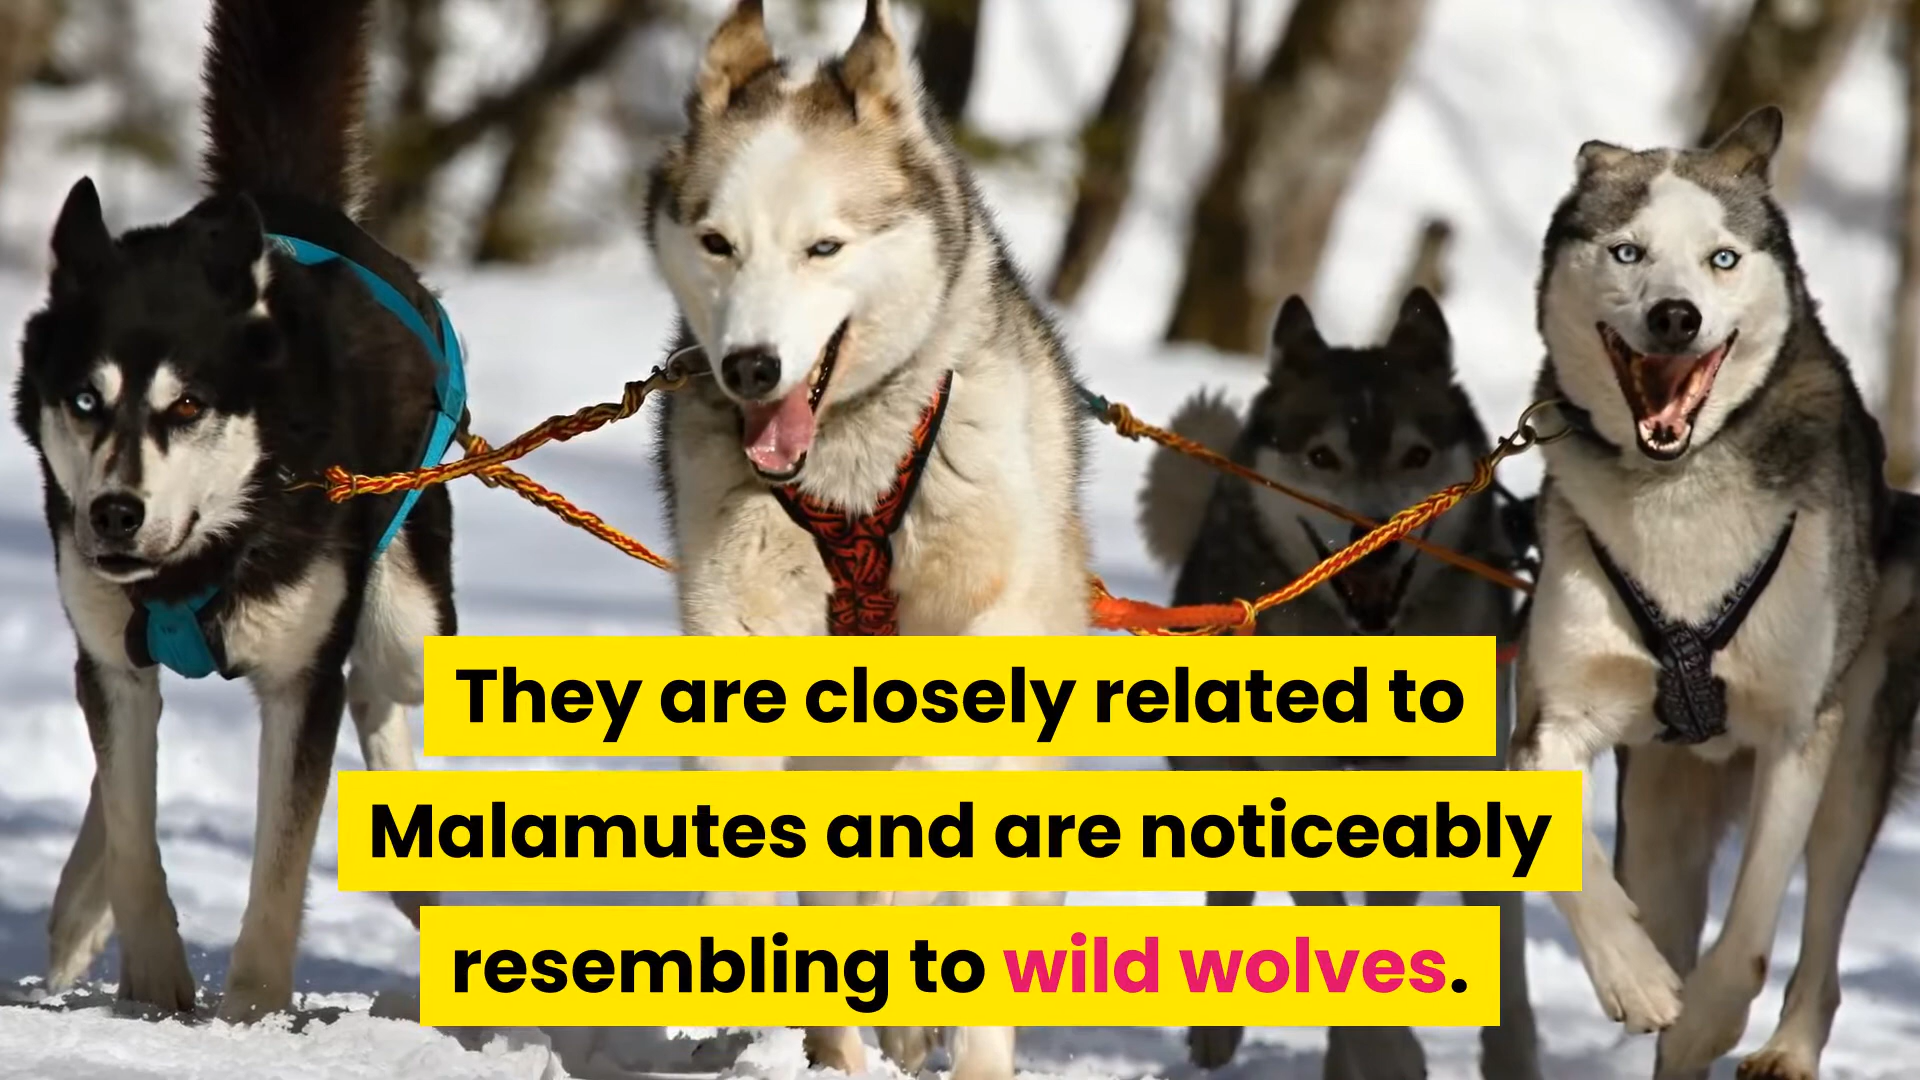 They are closely related to
Malamutes and are noticeably
resembling to wild wolves.